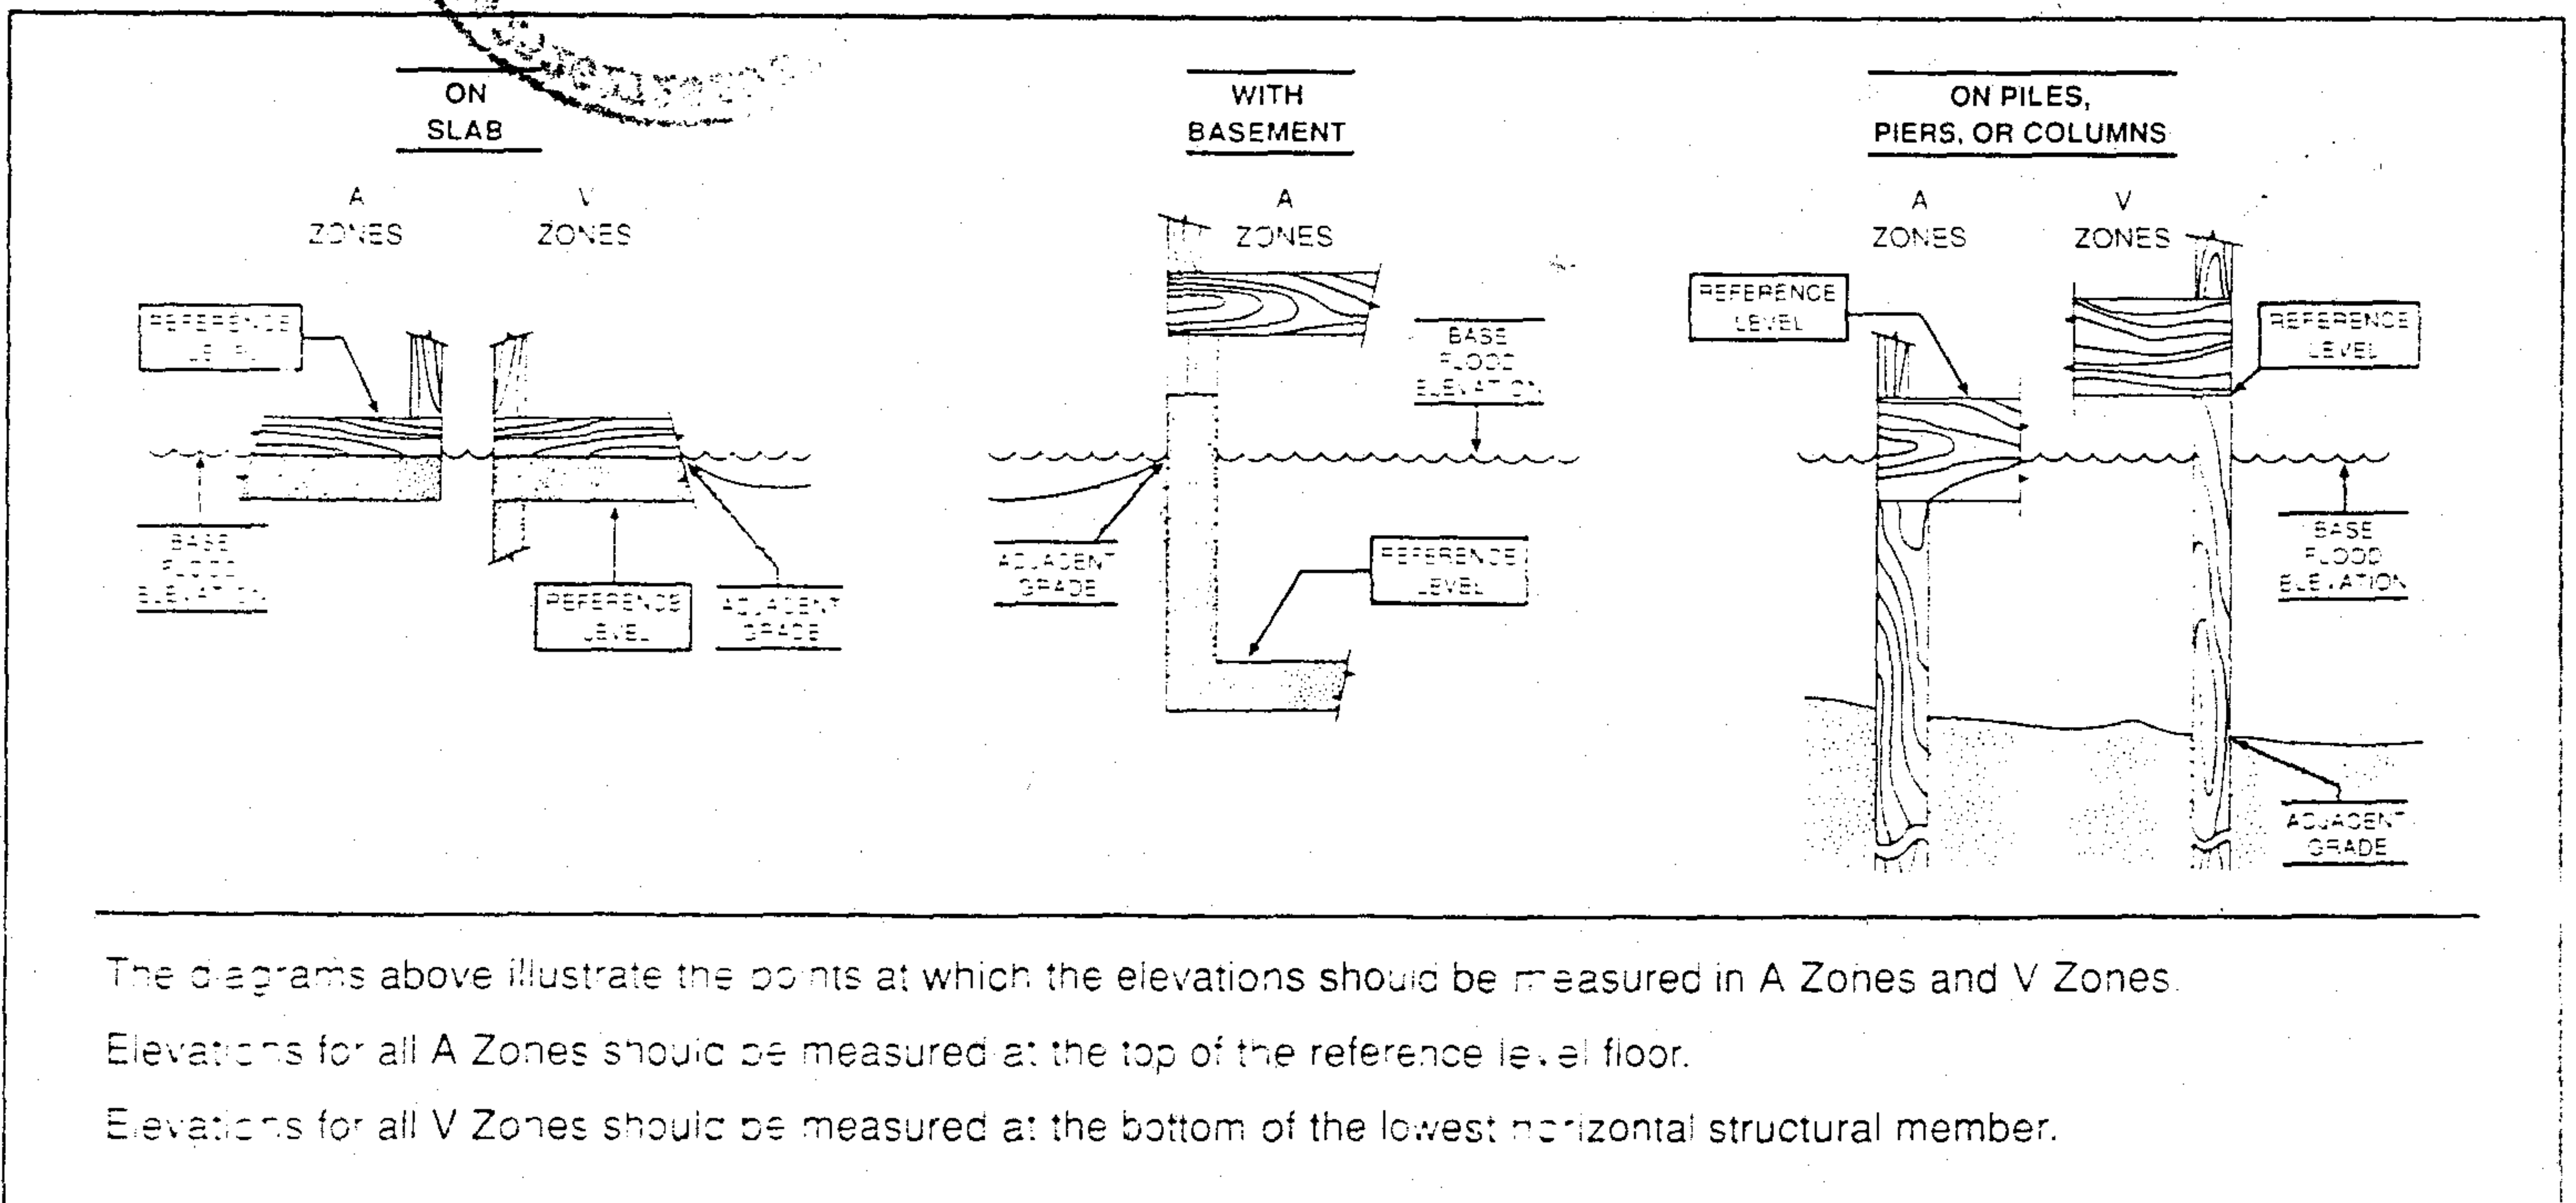 ON
SLAB
A
ZONES
V
ZONES
REFERENCE
LEVEL
BASE
FLOOD
ELEVATION
REFERENCE
LEVEL
ADJACENT
GRADE
WITH
BASEMENT
A
ZONES
BASE
FLOOD
ELEVATION
ADJACENT
GRADE
REFERENCE
LEVEL
ON PILES,
PIERS, OR COLUMNS
A
ZONES
V
ZONES
REFERENCE
LEVEL
REFERENCE
LEVEL
BASE
FLOOD
ELEVATION
ADJACENT
GRADE
The diagrams above illustrate the points at which the elevations should be measured in A Zones and V Zones.
Elevations for all A Zones should be measured at the top of the reference level floor.
Elevations for all V Zones should be measured at the bottom of the lowest horizontal structural member.